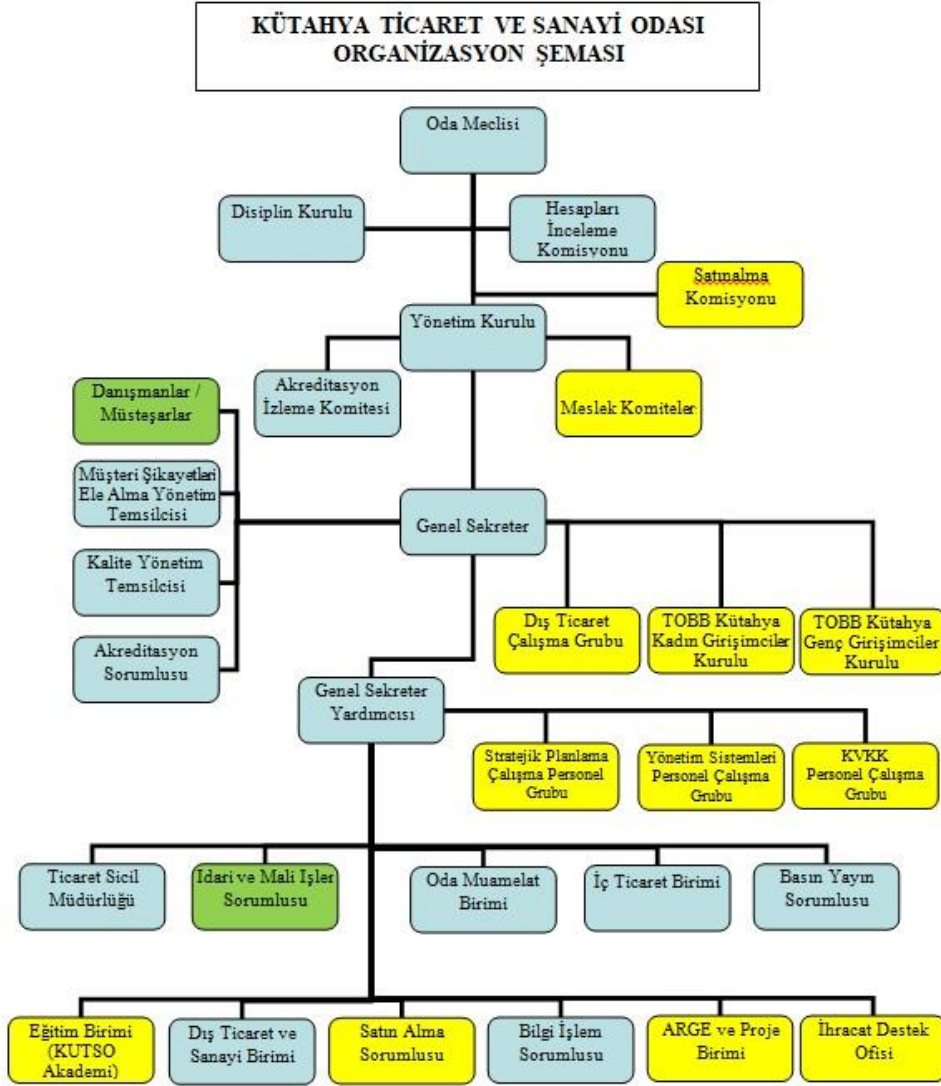 KÜTAHYA TİCARET VE SANAYİ ODASI
ORGANİZASYON ŞEMASI
Oda Meclisi
Disiplin Kurulu
Hesapları
İnceleme
Komisyonu
Satınalma
Komisyonu
Yönetim Kurulu
Akreditasyon
İzleme Komitesi
Meslek Komiteler
Danışmanlar /
Müsteşarlar
Müşteri Şikayetleri
Ele Alma Yönetim
Temsilcisi
Genel Sekreter
Kalite Yönetim
Temsilcisi
Akreditasyon
Sorumlusu
Dış Ticaret
Çalışma Grubu
TOBB Kütahya
Kadın Girişimciler
Kurulu
TOBB Kütahya
Genç Girişimciler
Kurulu
Genel Sekreter
Yardımcısı
Stratejik Planlama
Çalışma Personel
Grubu
Yönetim Sistemleri
Personel Çalışma
Grubu
KVKK
Personel Çalışma
Grubu
Ticaret Sicil
Müdürlüğü
Idari ve Mali Işler
Sorumlusu
Oda Muamelat
Birimi
İç Ticaret Birimi
Basın Yayın
Sorumlusu
Eğitim Birimi
(KUTSO
Akademi)
Dış Ticaret ve
Sanayi Birimi
Satın Alma
Sorumlusu
Bilgi İşlem
Sorumlusu
ARGE ve Proje
Birimi
İhracat Destek
Ofisi